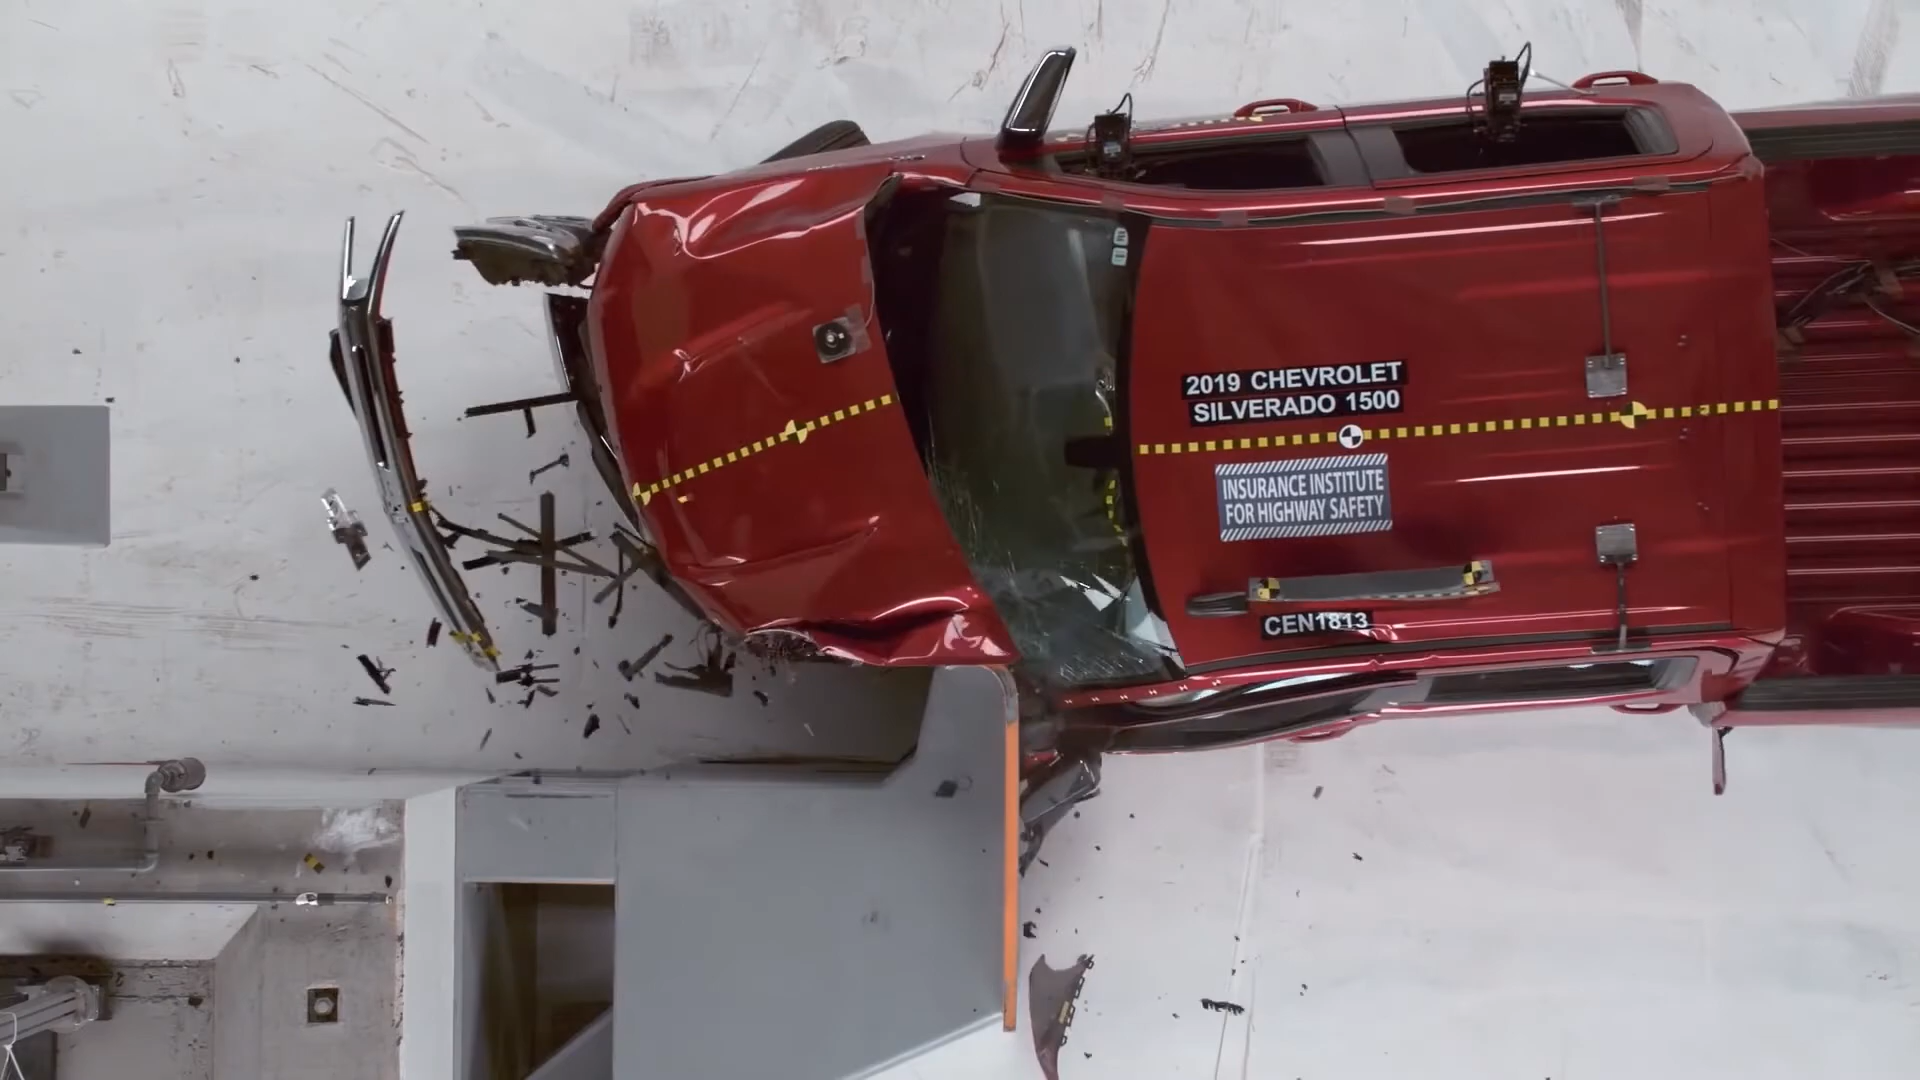 2019 CHEVROLET
SILVERADO 1500
INSURANCE INSTITUTE
FOR HIGHWAY SAFETY
CEN1813